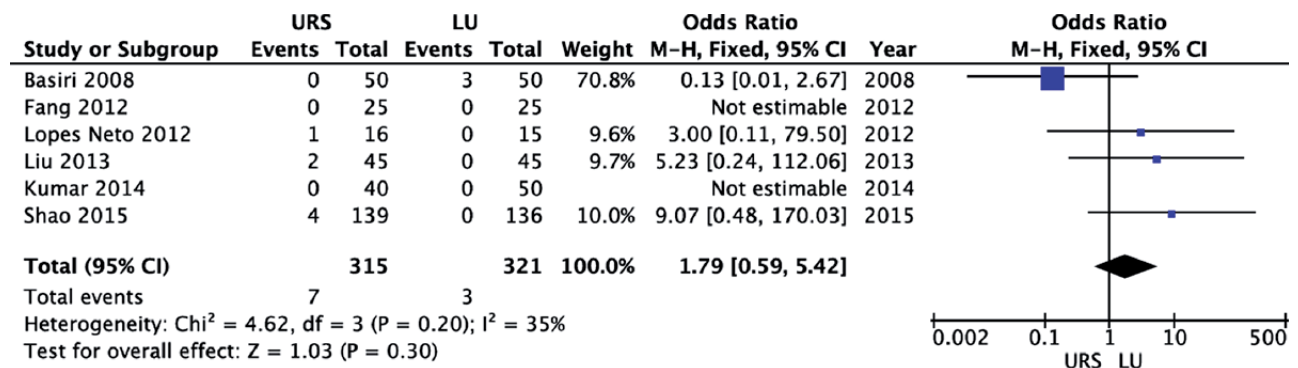 URS LU Odds Ratio Odds Ratio
Study or Subgroup Events Total Events Total Weight M-H, Fixed, 95% CI Year M-H, Fixed, 95% CI
Basiri 2008 0 50 3 50 70.8% 0.13 [0.01, 2.67] 2008
Fang 2012 0 25 0 25 Not estimable 2012
Lopes Neto 2012 1 16 0 15 9.6% 3.00 [0.11, 79.50] 2012
Liu 2013 2 45 0 45 9.7% 5.23 [0.24, 112.06] 2013
Kumar 2014 0 40 0 50 Not estimable 2014
Shao 2015 4 139 0 136 10.0% 9.07 [0.48, 170.03] 2015
Total (95% CI) 315 321 100.0% 1.79 [0.59, 5.42]
Total events 7 3
Heterogeneity: Chi² = 4.62, df = 3 (P = 0.20); I² = 35%
Test for overall effect: Z = 1.03 (P = 0.30)
0.002 0.1 1 10 500
URS LU